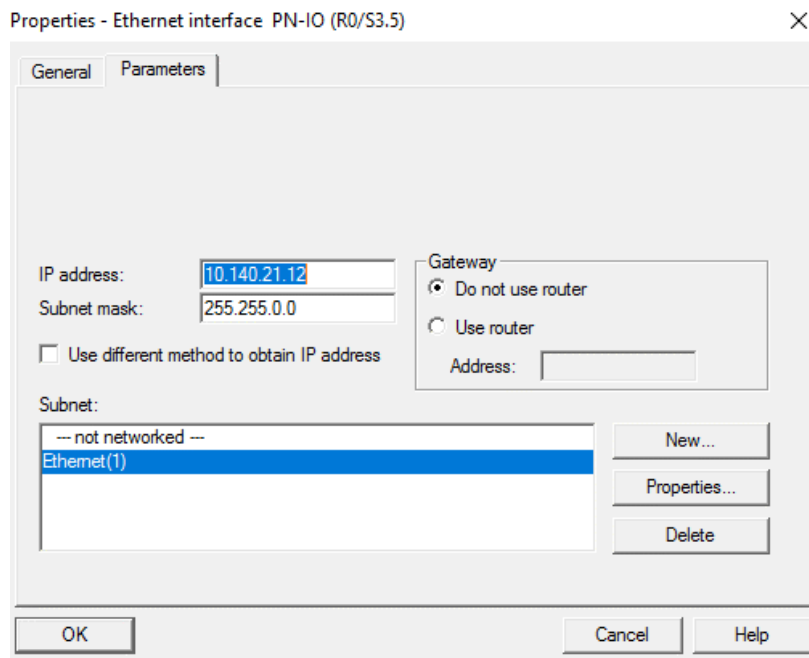 Properties - Ethernet interface PN-IO (R0/S3.5)
General
Parameters
IP address:
10.140.21.12
Subnet mask:
255.255.0.0
Use different method to obtain IP address
Gateway
Do not use router
Use router
Address:
Subnet:
--- not networked ---
Ethernet(1)
New...
Properties...
Delete
OK
Cancel
Help